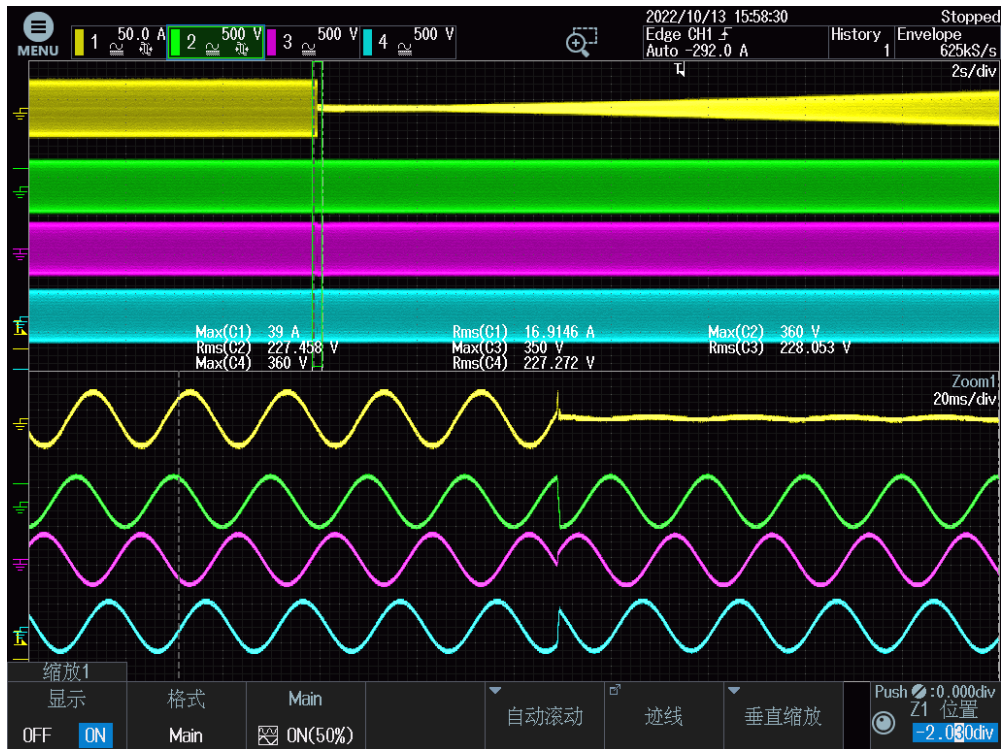 MENU
1 50.0 A
2 500 V
3 500 V
4 500 V
2022/10/13 15:58:30
Edge CH1
Auto -292.0 A
Stopped
History
1
Envelope
625kS/s
2s/div
Max(C1) 39 A
Rms(C1) 16.9146 A
Max(C2) 360 V
Rms(C2) 227.458 V
Max(C3) 350 V
Rms(C3) 228.053 V
Max(C4) 360 V
Rms(C4) 227.272 V
Zoom1
20ms/div
缩放1
显示
OFF ON
格式
Main
Main
ON(50%)
自动滚动
迹线
垂直缩放
Push :0.000div
Z1 位置
-2.030div